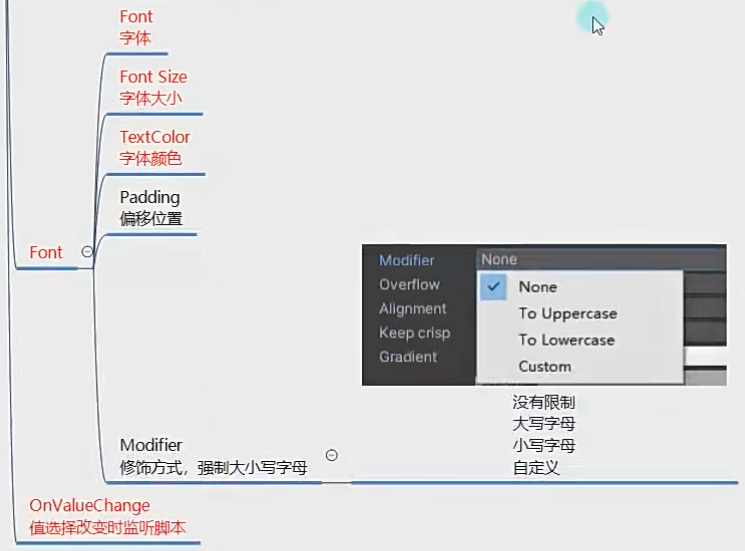 Font
字体
Font Size
字体大小
TextColor
字体颜色
Padding
偏移位置
Font
Modifier
修饰方式，强制大小写字母
Modifier None
Overflow
Alignment
Keep crisp
Gradient
None
To Uppercase
To Lowercase
Custom
没有限制
大写字母
小写字母
自定义
OnValueChange
值选择改变时监听脚本